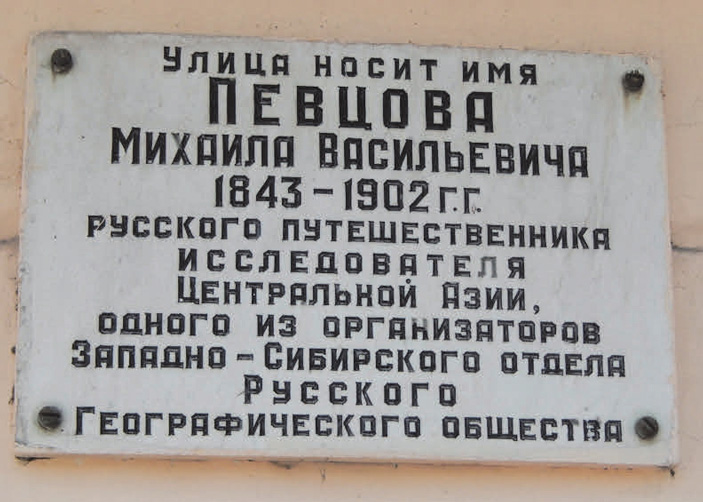 Улица носит имя
Певцова
Михаила Васильевича
1843 – 1902 г.г.
русского путешественника
исследователя
Центральной Азии,
одного из организаторов
Западно – Сибирского отдела
Русского
Географического общества